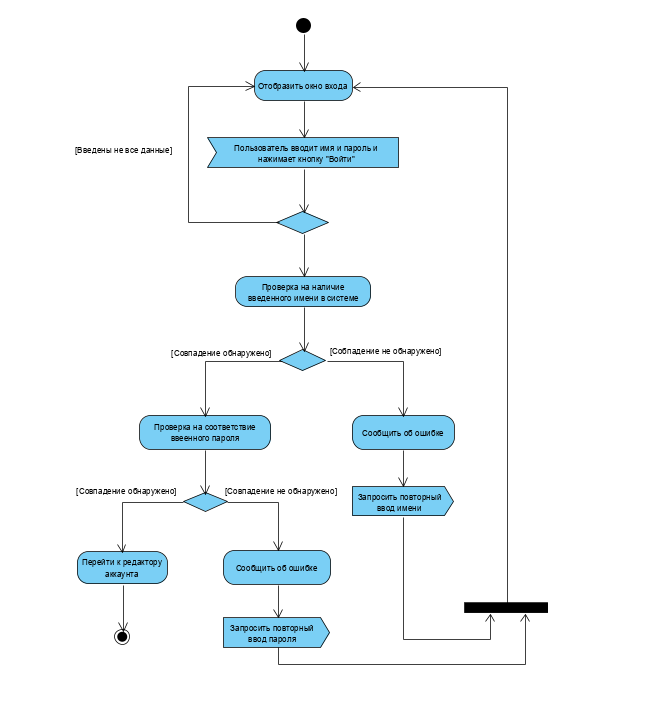 Отобразить окно входа
[Введены не все данные]
Пользователь вводит имя и пароль и
нажимает кнопку "Войти"
Проверка на наличие
введенного имени в системе
[Совпадение обнаружено]
[Собпадение не обнаружено]
Проверка на соответствие
ввеенного пароля
Сообщить об ошибке
[Совпадение обнаружено]
[Совпадение не обнаружено]
Запросить повторный
ввод имени
Перейти к редактору
аккаунта
Сообщить об ошибке
Запросить повторный
ввод пароля